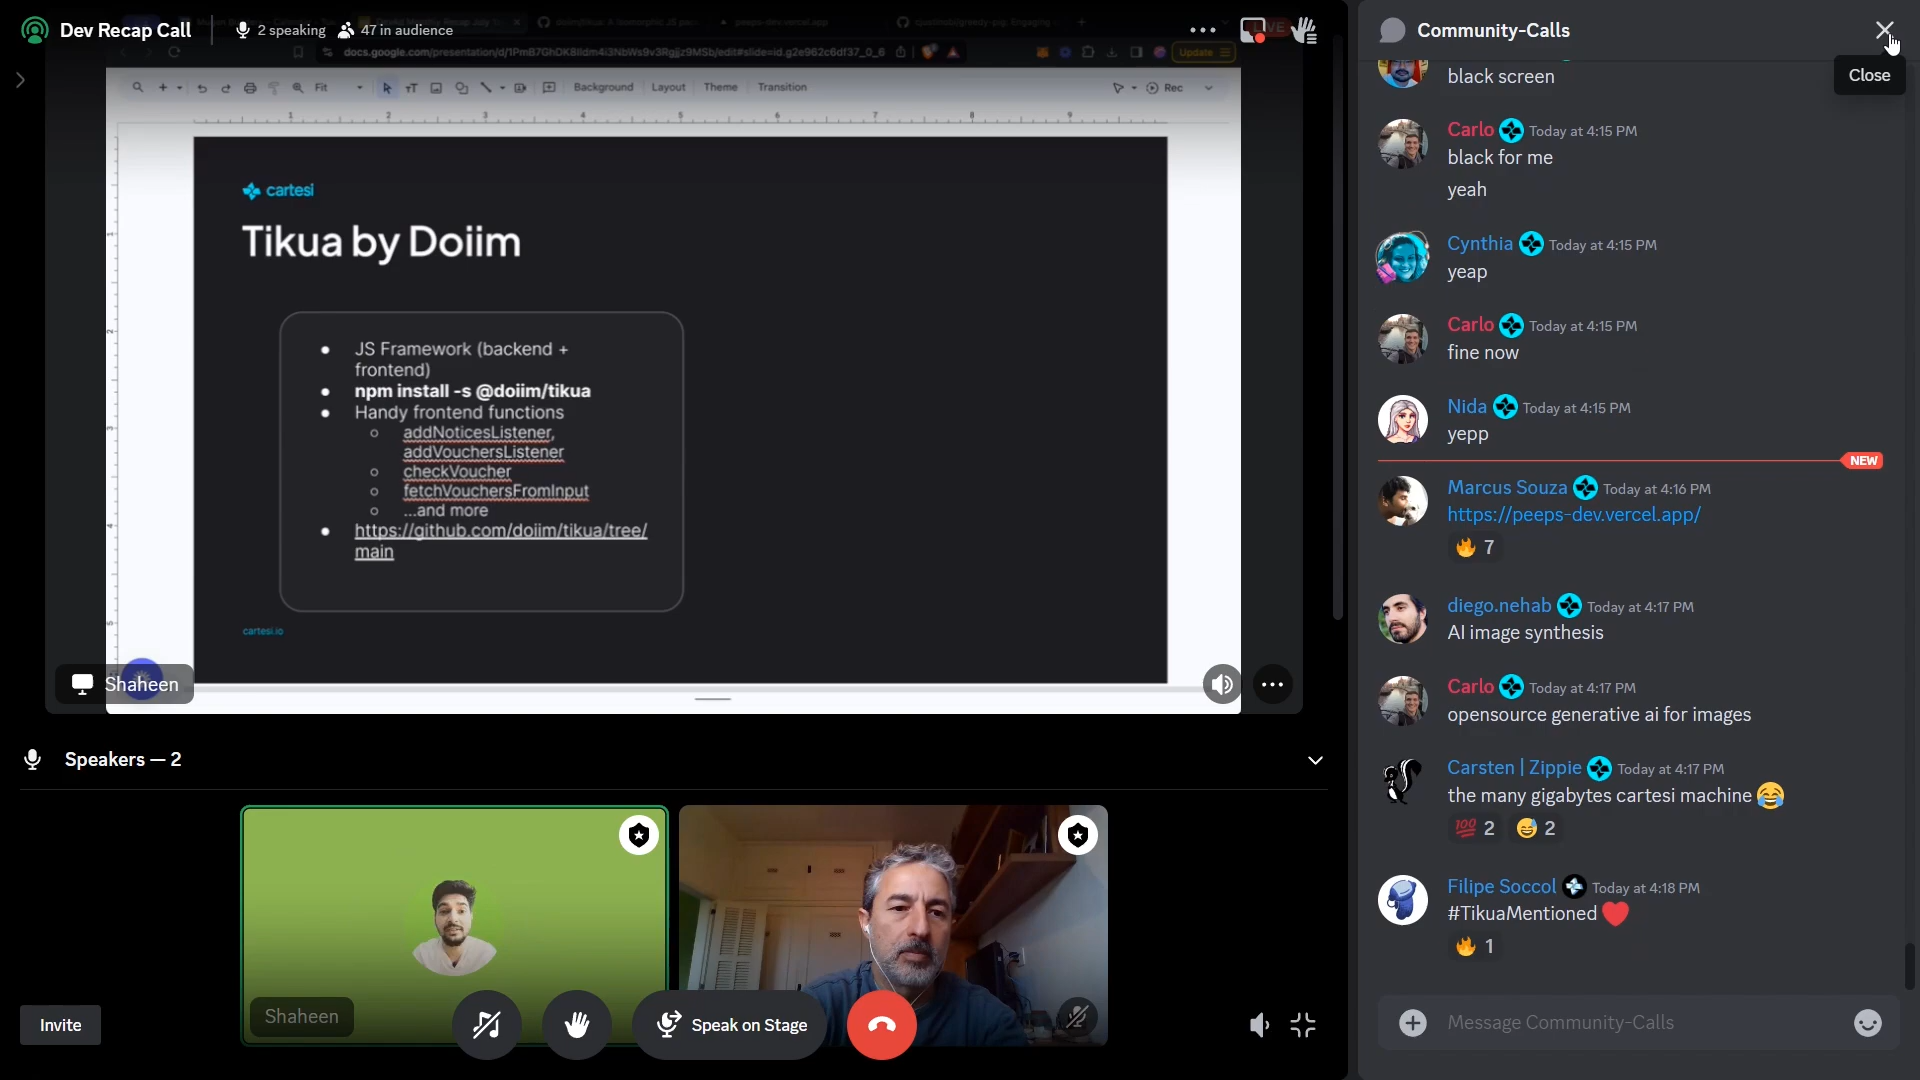 Dev Recap Call
2 speaking
47 in audience
docs.google.com/presentation/d/
Update
Fit
Background
Layout
Theme
Transition
Rec
cartesi
Tikua by Doiim
JS Framework (backend +
frontend)
npm install -s @doiim/tikua
Handy frontend functions
addNoticesListener,
addVouchersListener
checkVoucher
fetchVouchersFromInput
...and more
https://github.com/doiim/tikua/tree/
main
cartesi.io
Shaheen
Speakers — 2
Shaheen
Invite
Speak on Stage
Community-Calls
Close
black screen
Carlo Today at 4:15 PM
black for me
yeah
Cynthia Today at 4:15 PM
yeap
Carlo Today at 4:15 PM
fine now
Nida Today at 4:15 PM
yepp
NEW
Marcus Souza Today at 4:16 PM
https://peeps-dev.vercel.app/
🔥 7
diego.nehab Today at 4:17 PM
AI image synthesis
Carlo Today at 4:17 PM
opensource generative ai for images
Carsten | Zippie Today at 4:17 PM
the many gigabytes cartesi machine 😂
💯 2 😅 2
Filipe Soccol Today at 4:18 PM
#TikuaMentioned ❤️
🔥 1
Message Community-Calls